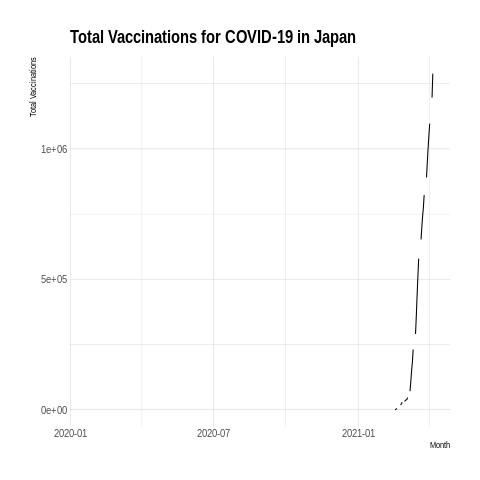 Total Vaccinations for COVID-19 in Japan
Total Vaccinations
1e+06
5e+05
0e+00
2020-01
2020-07
2021-01
Month